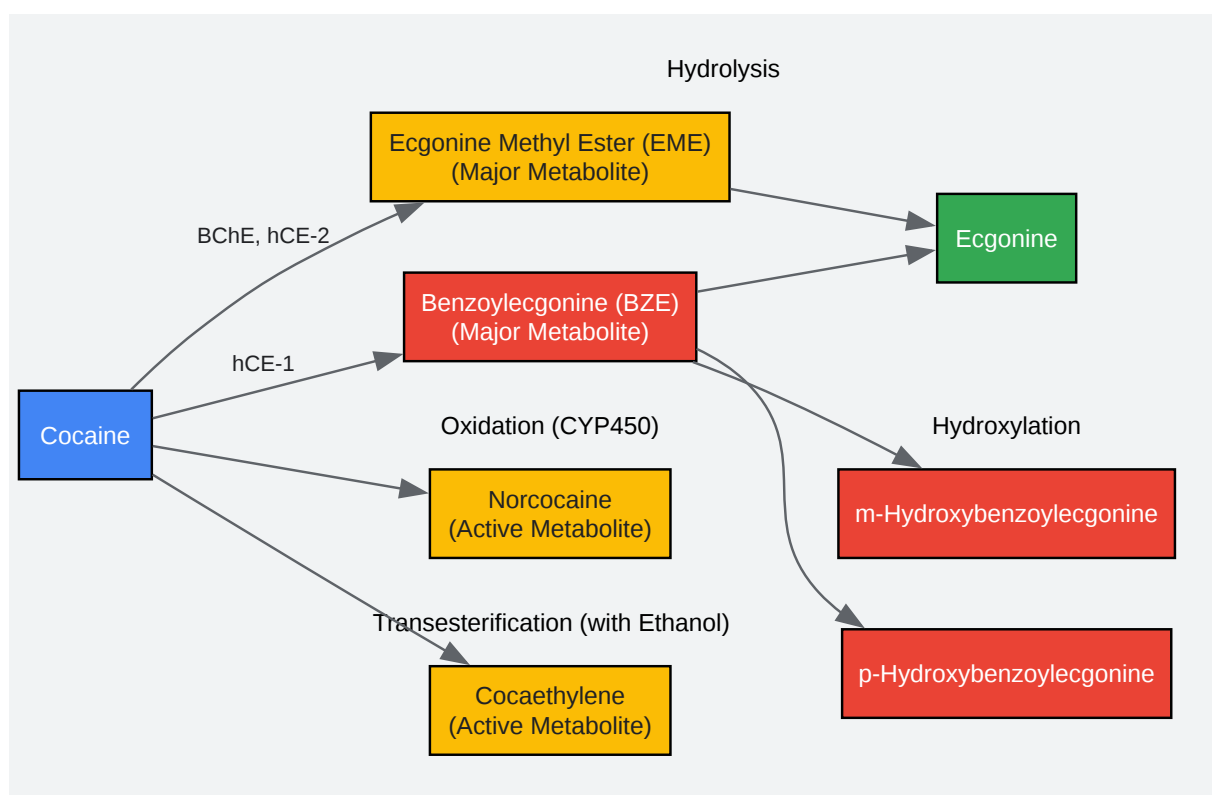 Hydrolysis
Ecgonine Methyl Ester (EME)
(Major Metabolite)
BChE, hCE-2
Ecgonine
Benzoylecgonine (BZE)
(Major Metabolite)
hCE-1
Cocaine
Oxidation (CYP450)
Hydroxylation
Norcocaine
(Active Metabolite)
m-Hydroxybenzoylecgonine
Transesterification (with Ethanol)
p-Hydroxybenzoylecgonine
Cocaethylene
(Active Metabolite)